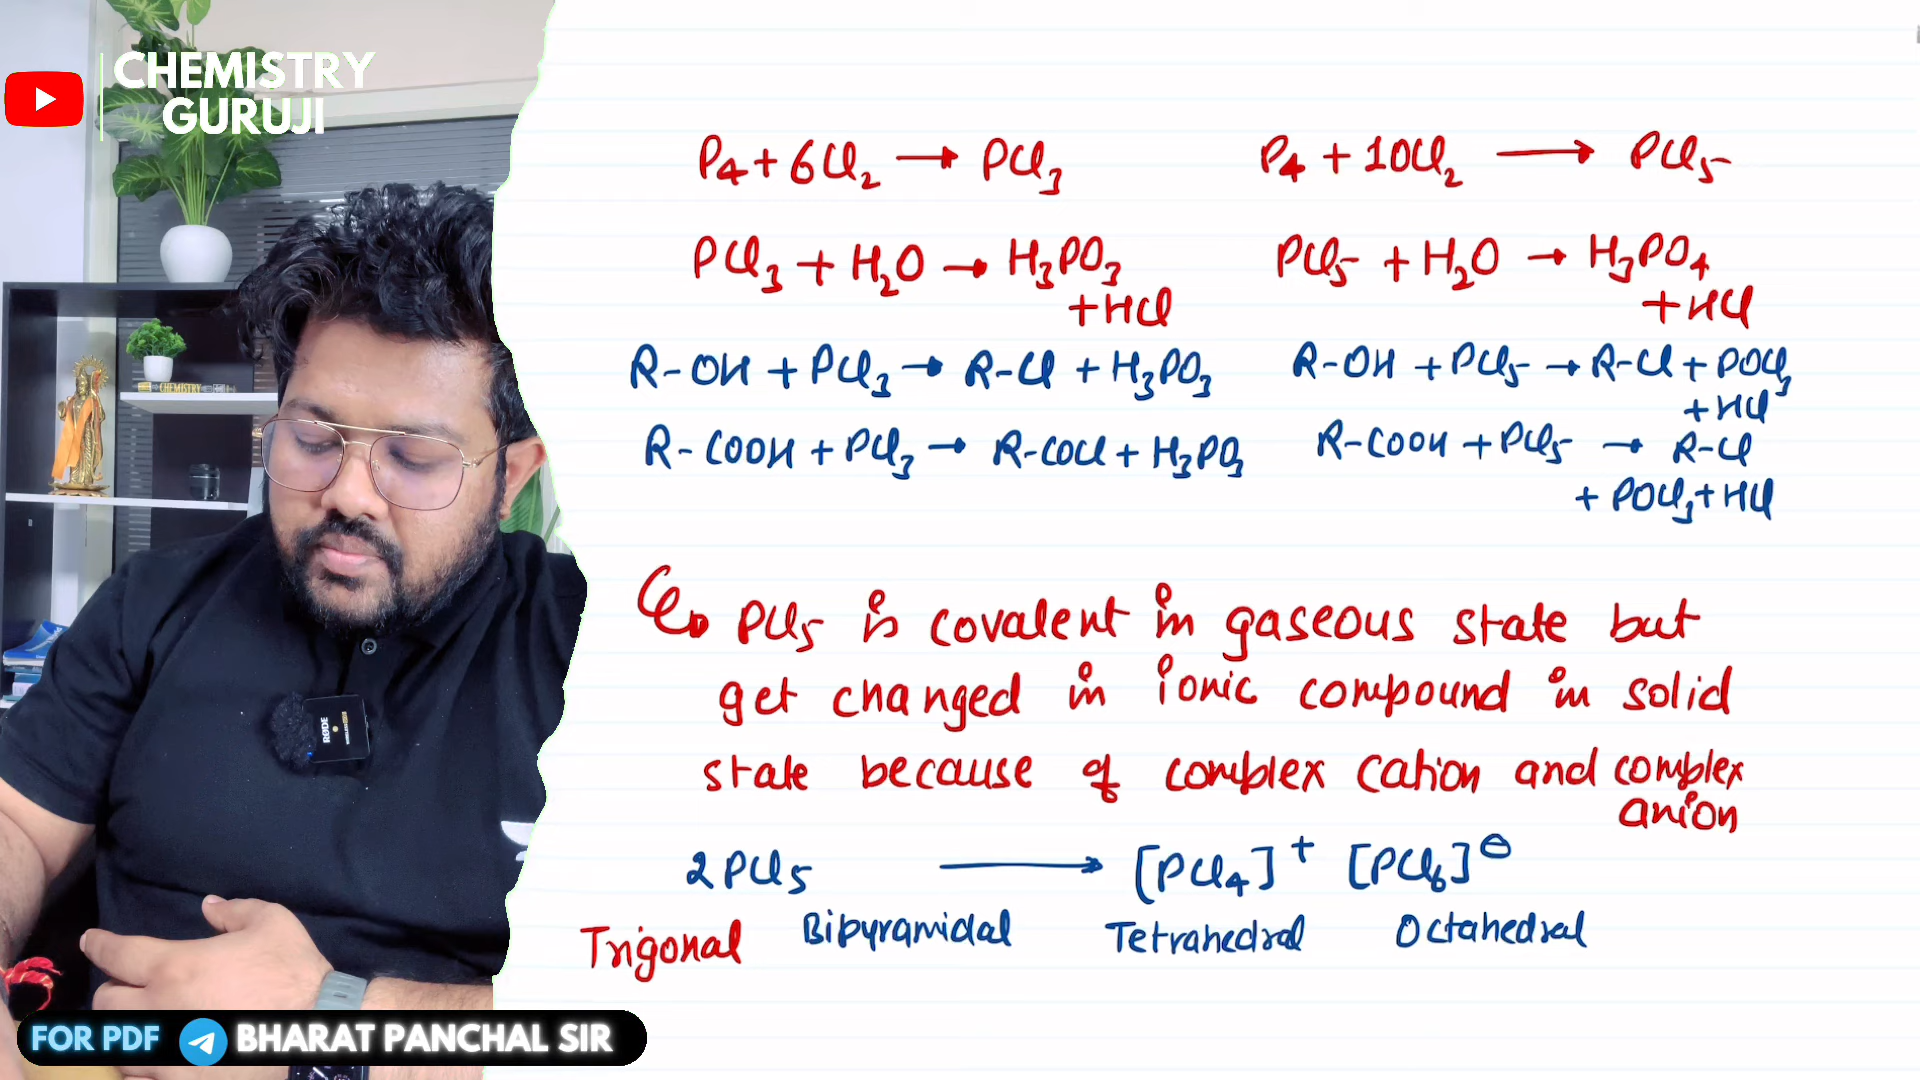 CHEMISTRY
GURUJI
P₄ + 6Cl₂ → PCl₃
P₄ + 10Cl₂ → PCl₅
PCl₃ + H₂O → H₃PO₃
+ HCl
PCl₅ + H₂O → H₃PO₄
+ HCl
R-OH + PCl₃ → R-Cl + H₃PO₃
R-OH + PCl₅ → R-Cl + POCl₃
+ HCl
R-COOH + PCl₃ → R-COCl + H₃PO₃
R-COOH + PCl₅ → R-Cl
+ POCl₃ + HCl
PCl₅ is covalent in gaseous state but
get changed in ionic compound in solid
state because of complex cation and complex
anion
2PCl₅ → [PCl₄]⁺ [PCl₆]⊖
Trigonal Bipyramidal Tetrahedral Octahedral
CHEMISTRY
RØDE
FOR PDF BHARAT PANCHAL SIR